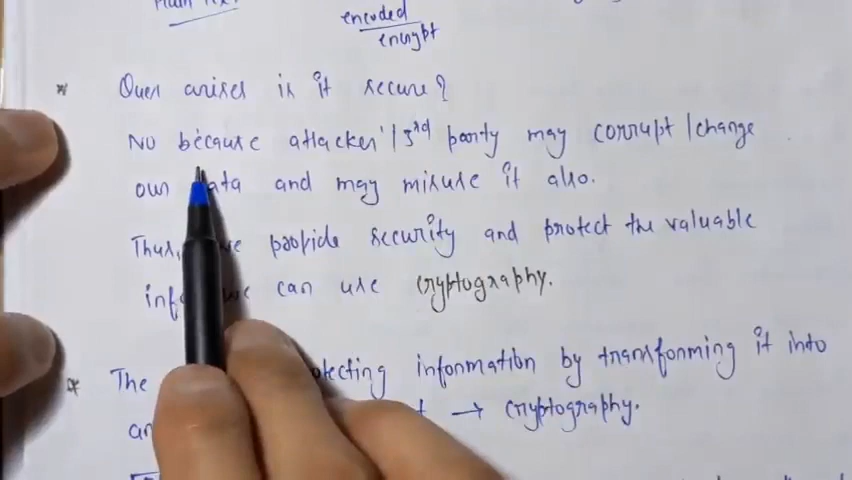 encoded
encrypt
* Ques arises is it secure?
No because attacker'/3rd party may corrupt/change
our data and may misuse it also.
Thus, provide security and protect the valuable
can use cryptography.
* The information by transforming it into
→ cryptography.